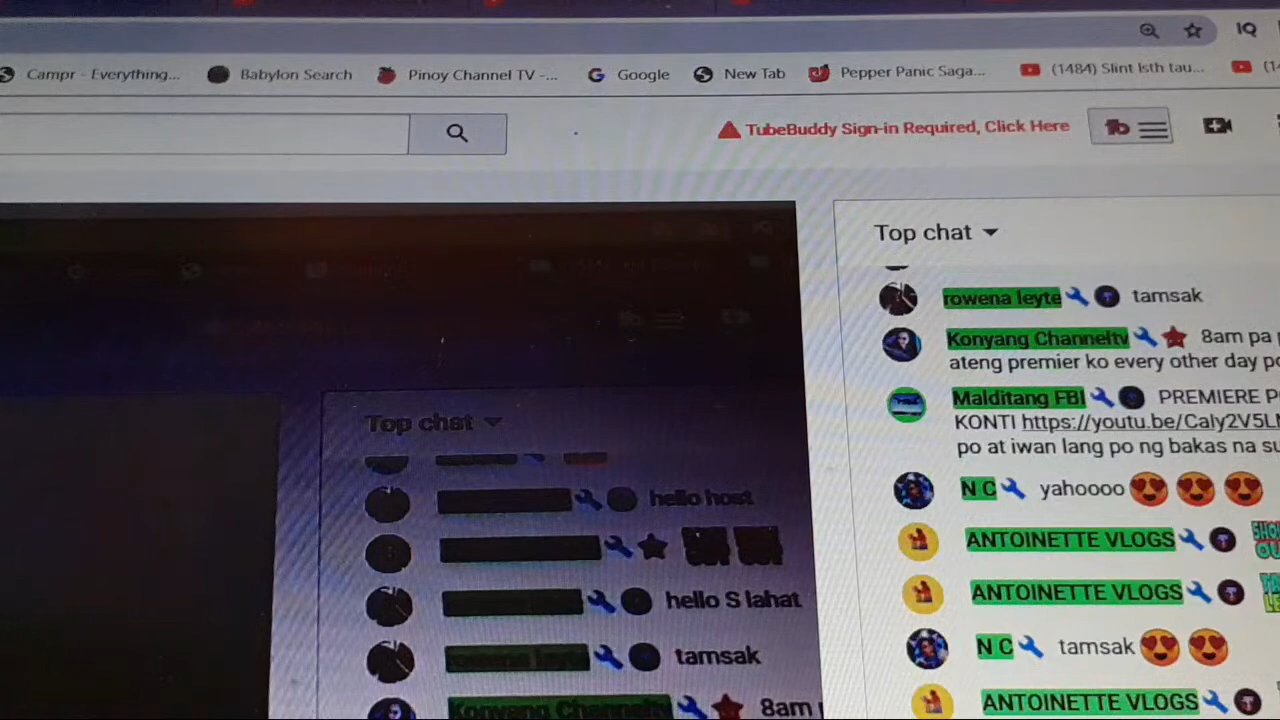 Campr - Everything...
Babylon Search
Pinoy Channel TV -...
Google
New Tab
Pepper Panic Saga...
(1484) Slint Isth tau...
TubeBuddy Sign-in Required, Click Here
Top chat
rowena leyte tamsak
Konyang Channeltv 8am pa
ateng premier ko every other day
Malditang FBI PREMIERE
KONTI https://youtu.be/Caly2V5L
po at iwan lang po ng bakas na
N C yahoooo
ANTOINETTE VLOGS
ANTOINETTE VLOGS
N C tamsak
ANTOINETTE VLOGS
Top chat
hello host
hello S lahat
tamsak
Konyang Channeltv 8am